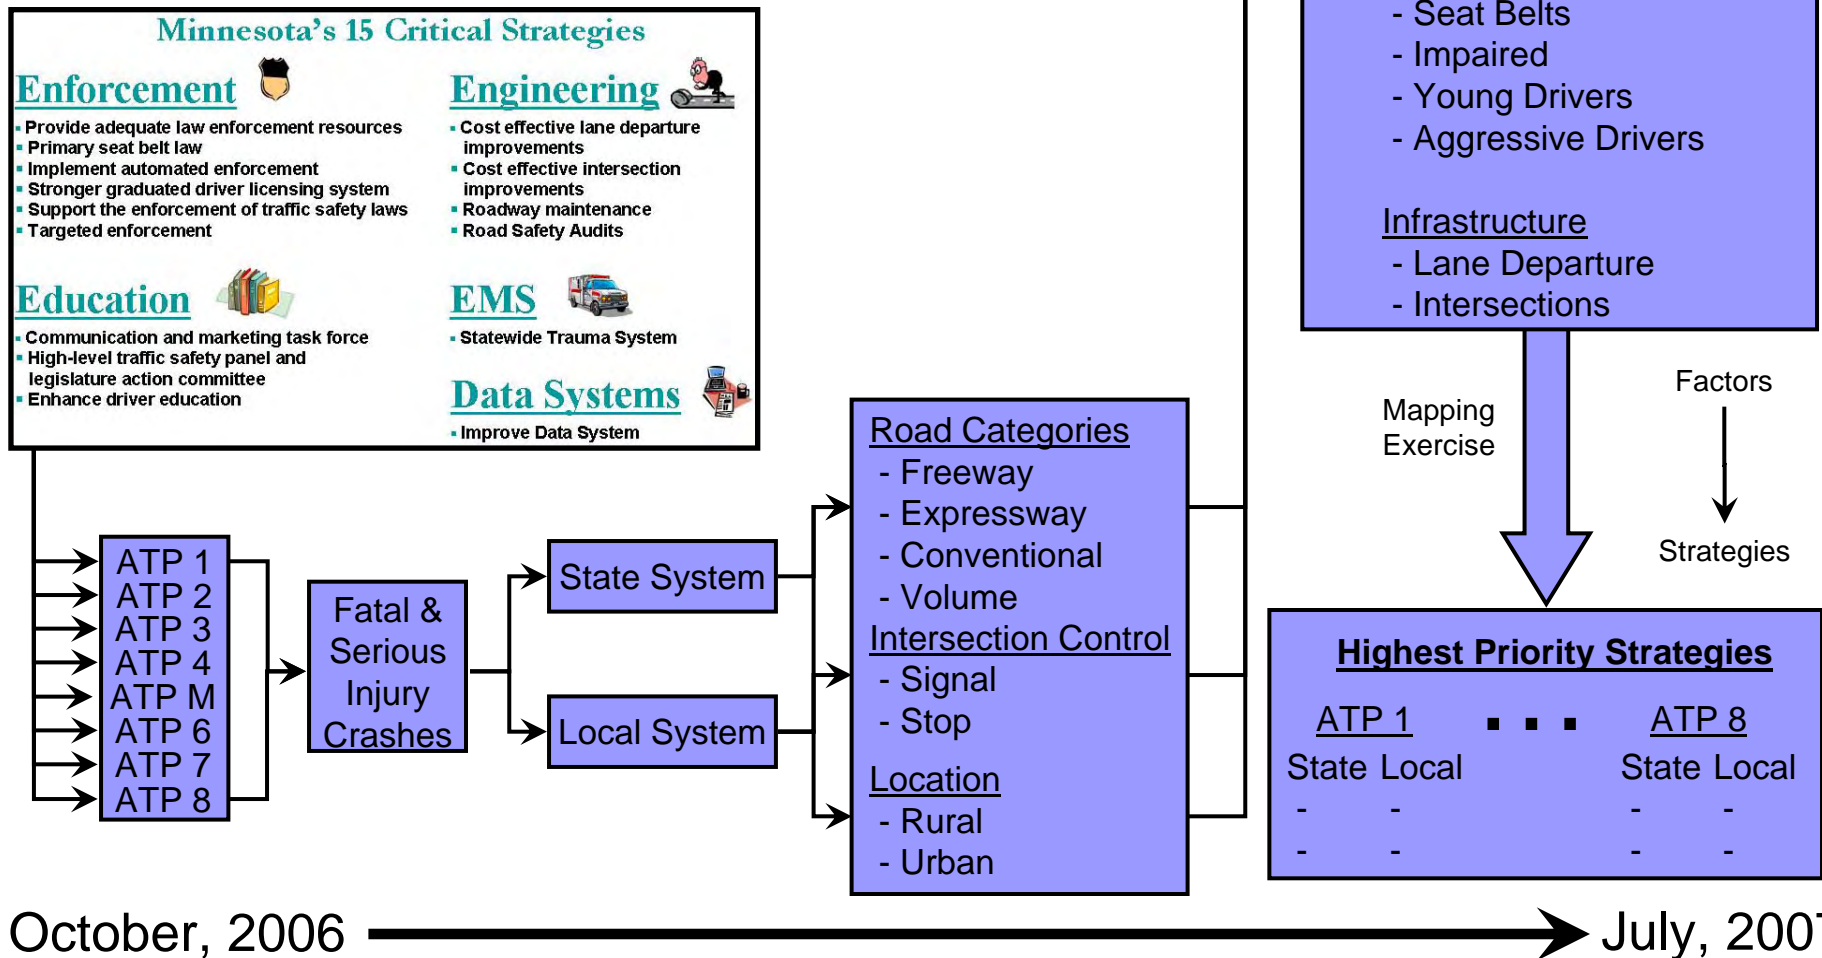 Minnesota's 15 Critical Strategies
Enforcement
▪ Provide adequate law enforcement resources
▪ Primary seat belt law
▪ Implement automated enforcement
▪ Stronger graduated driver licensing system
▪ Support the enforcement of traffic safety laws
▪ Targeted enforcement
Engineering
▪ Cost effective lane departure
improvements
▪ Cost effective intersection
improvements
▪ Roadway maintenance
▪ Road Safety Audits
Education
▪ Communication and marketing task force
▪ High-level traffic safety panel and
legislature action committee
▪ Enhance driver education
EMS
▪ Statewide Trauma System
Data Systems
▪ Improve Data System
ATP 1
ATP 2
ATP 3
ATP 4
ATP M
ATP 6
ATP 7
ATP 8
Fatal &
Serious
Injury
Crashes
State System
Local System
Road Categories
- Freeway
- Expressway
- Conventional
- Volume
Intersection Control
- Signal
- Stop
Location
- Rural
- Urban
- Seat Belts
- Impaired
- Young Drivers
- Aggressive Drivers
Infrastructure
- Lane Departure
- Intersections
Mapping
Exercise
Factors
Strategies
Highest Priority Strategies
ATP 1 ▪ ▪ ▪ ATP 8
State Local State Local
- - - -
- - - -
October, 2006
July, 2007